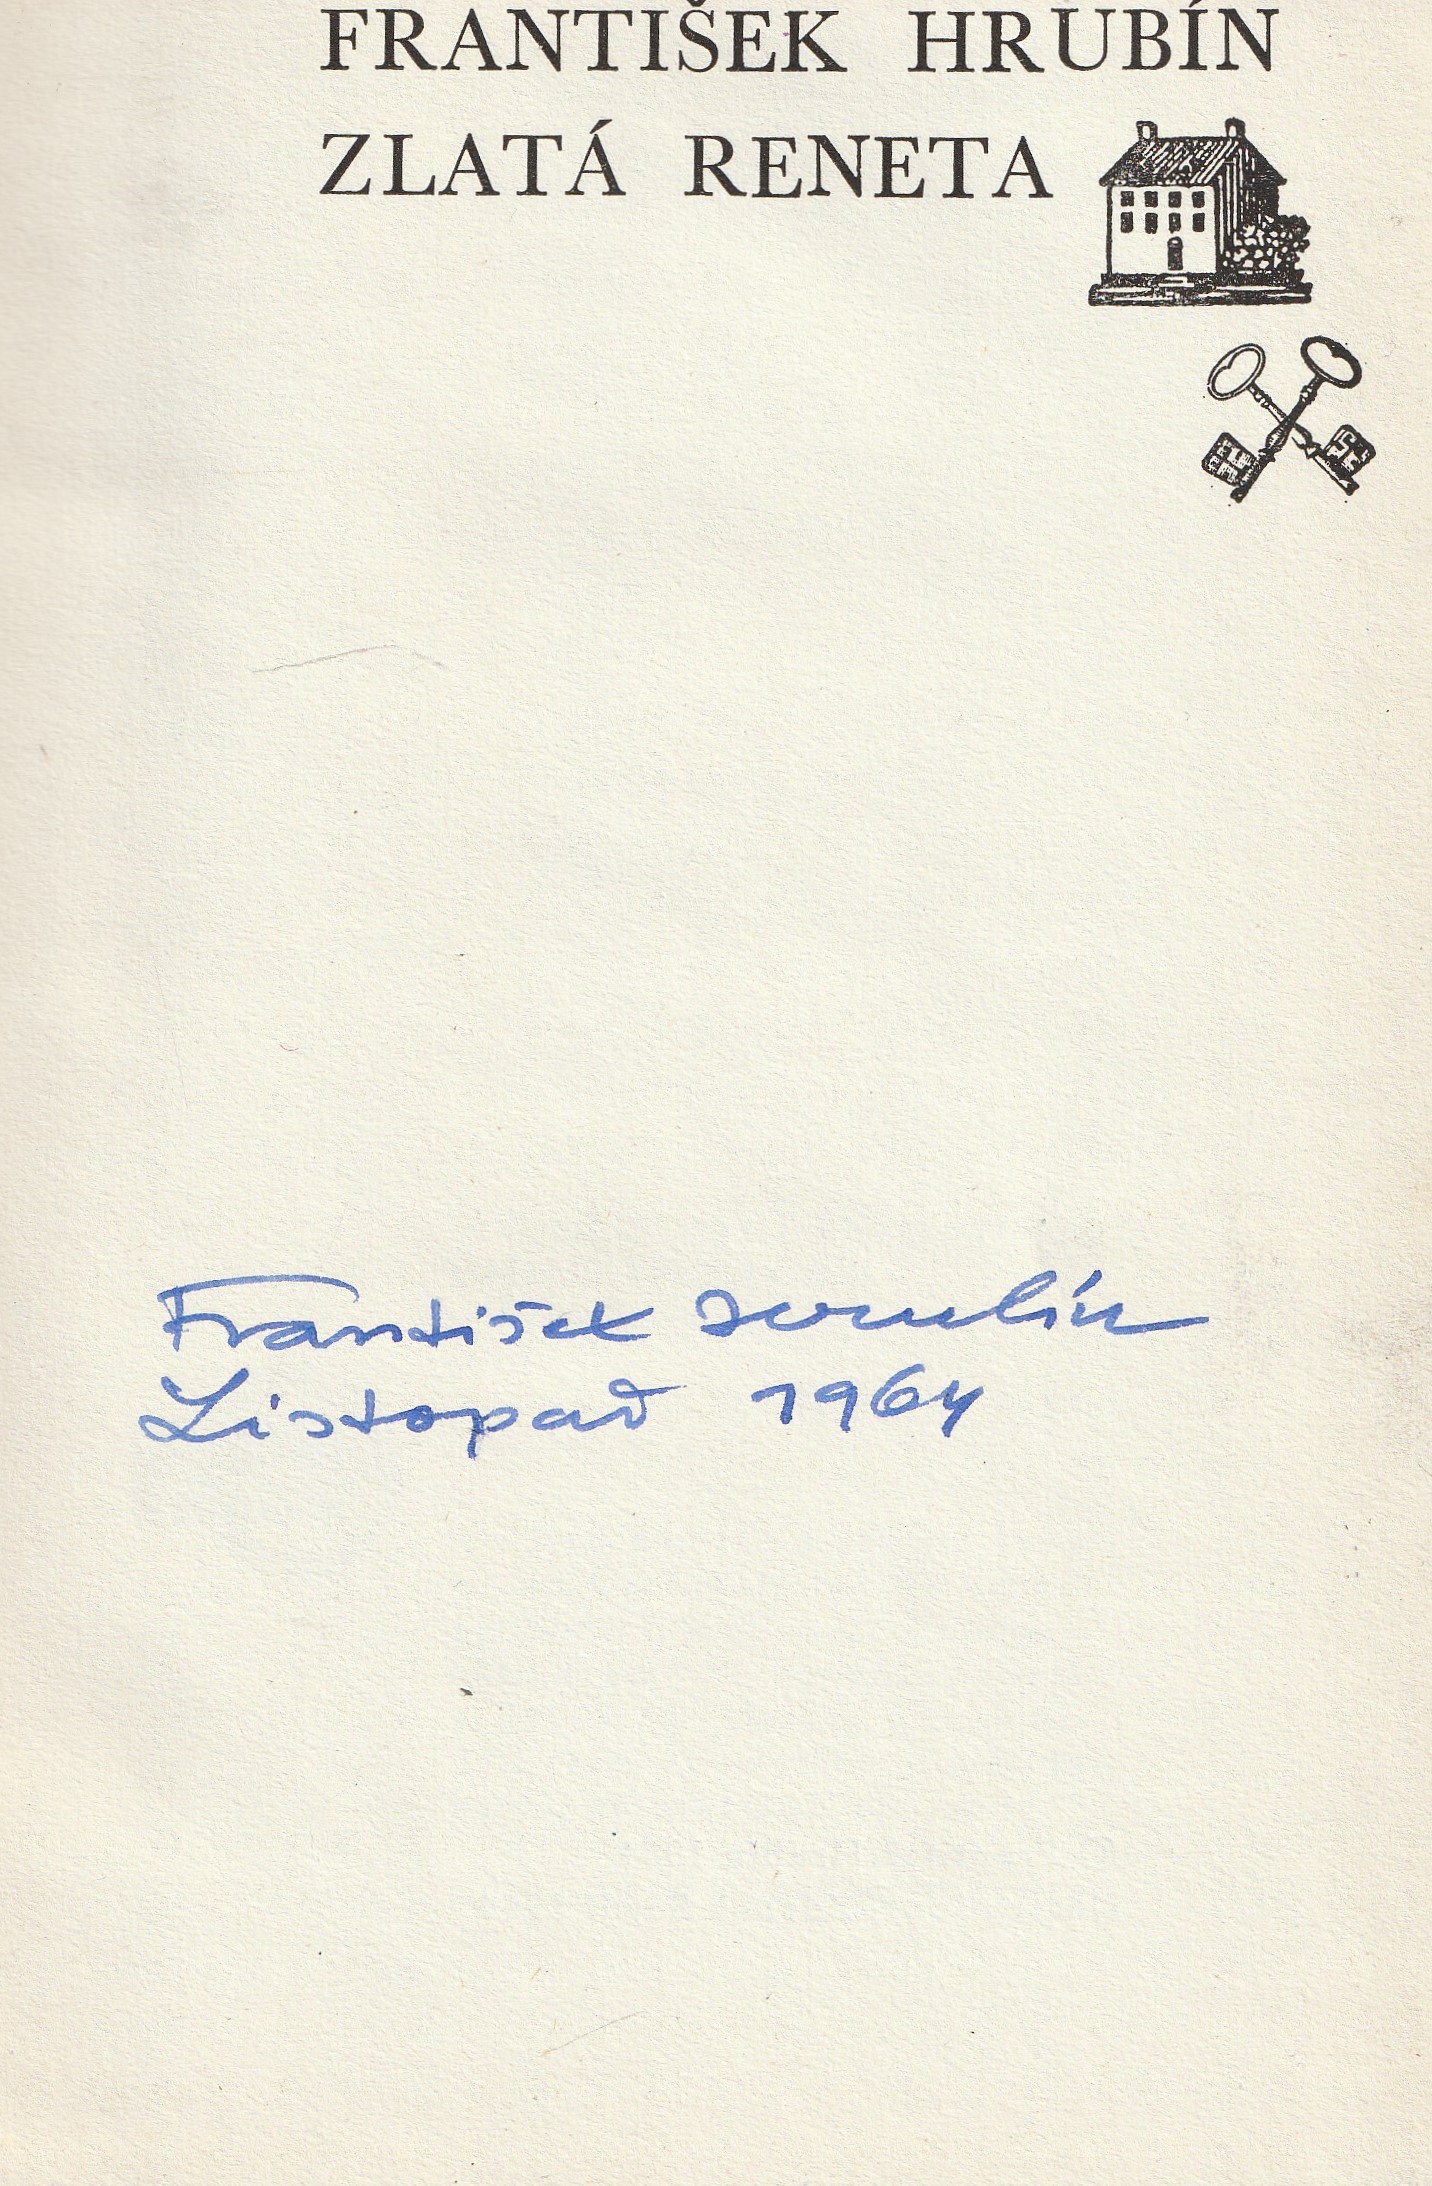 FRANTIŠEK HRUBÍN
ZLATÁ RENETA
František Hrubín
Listopad 1964